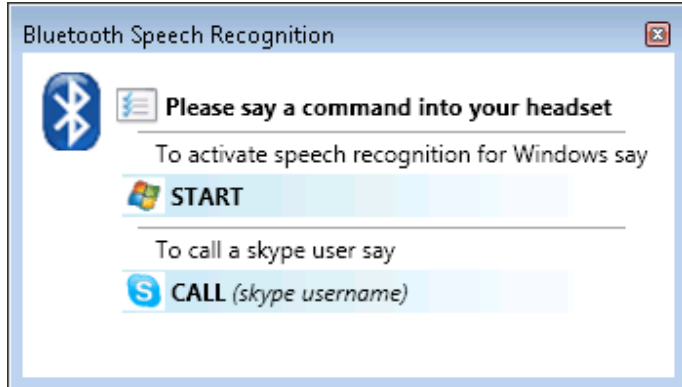 Bluetooth Speech Recognition
Please say a command into your headset
To activate speech recognition for Windows say
START
To call a skype user say
CALL (skype username)